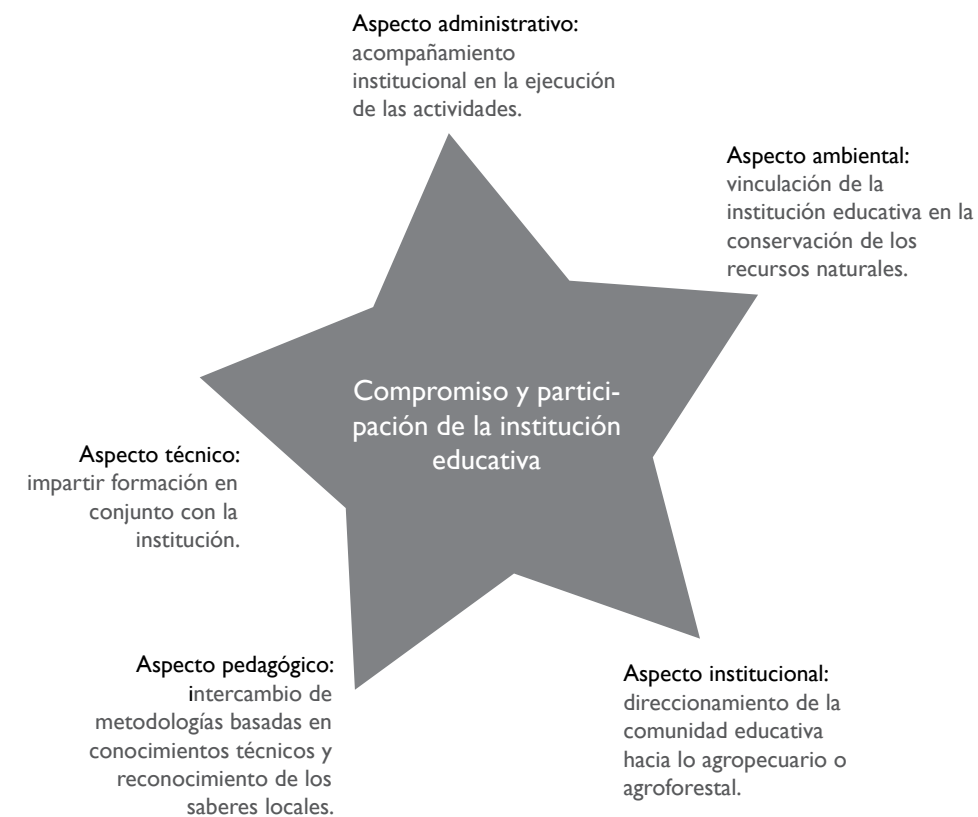 Aspecto administrativo:
acompañamiento
institucional en la ejecución
de las actividades.
Aspecto ambiental:
vinculación de la
institución educativa en la
conservación de los
recursos naturales.
Compromiso y partici-
pación de la institución
educativa
Aspecto técnico:
impartir formación en
conjunto con la
institución.
Aspecto pedagógico:
intercambio de
metodologías basadas en
conocimientos técnicos y
reconocimiento de los
saberes locales.
Aspecto institucional:
direccionamiento de la
comunidad educativa
hacia lo agropecuario o
agroforestal.